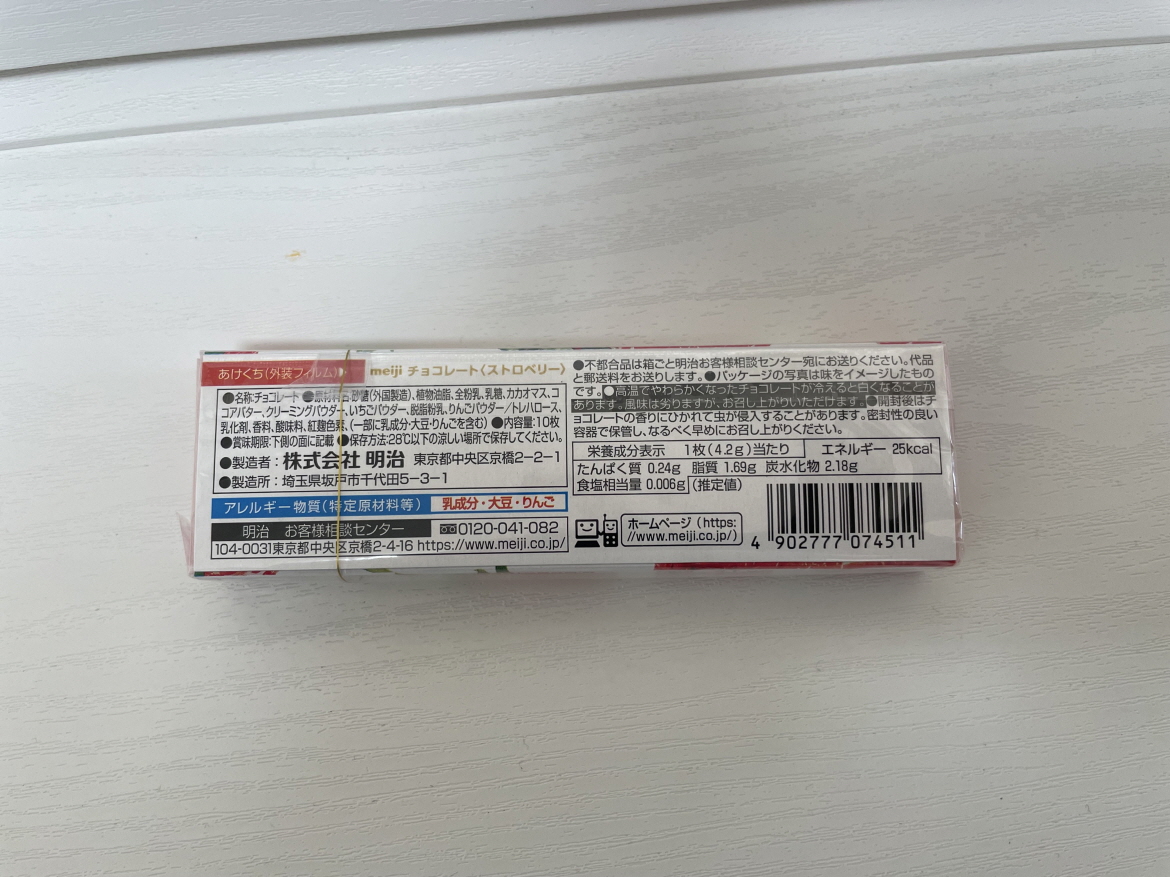 あけくち(外装フィルム)
meiji チョコレート〈ストロベリー〉
●名称:チョコレート ●原材料名:砂糖(外国製造)、植物油脂、全粉乳、乳糖、カカオマス、コ
コアバター、クリーミングパウダー、いちごパウダー、脱脂粉乳、りんごパウダー/トレハロース、
乳化剤、香料、酸味料、紅麹色素、(一部に乳成分・大豆・りんごを含む) ●内容量:10枚
●賞味期限:下側の面に記載 ●保存方法:28℃以下の涼しい場所で保存してください。
●製造者:株式会社 明治 東京都中央区京橋2-2-1
●製造所:埼玉県坂戸市千代田5-3-1
アレルギー物質(特定原材料等) 乳成分・大豆・りんご
明治 お客様相談センター 0120-041-082
104-0031東京都中央区京橋2-4-16 https://www.meiji.co.jp/
●不都合品は箱ごと明治お客様相談センター宛にお送りください。代品
と郵送料をお送りします。●パッケージの写真は味をイメージしたもの
です。●高温でやわらかくなったチョコレートが冷えると白くなることが
あります。風味は劣りますが、お召し上がりいただけます。●開封後はチ
ョコレートの香りにひかれて虫が侵入することがあります。密封性の良い
容器で保管し、なるべく早めにお召し上がりください。
栄養成分表示 1枚(4.2g)当たり エネルギー 25kcal
たんぱく質 0.24g 脂質 1.69g 炭水化物 2.18g
食塩相当量 0.006g (推定値)
ホームページ (https:
//www.meiji.co.jp/)
4 902777 074511